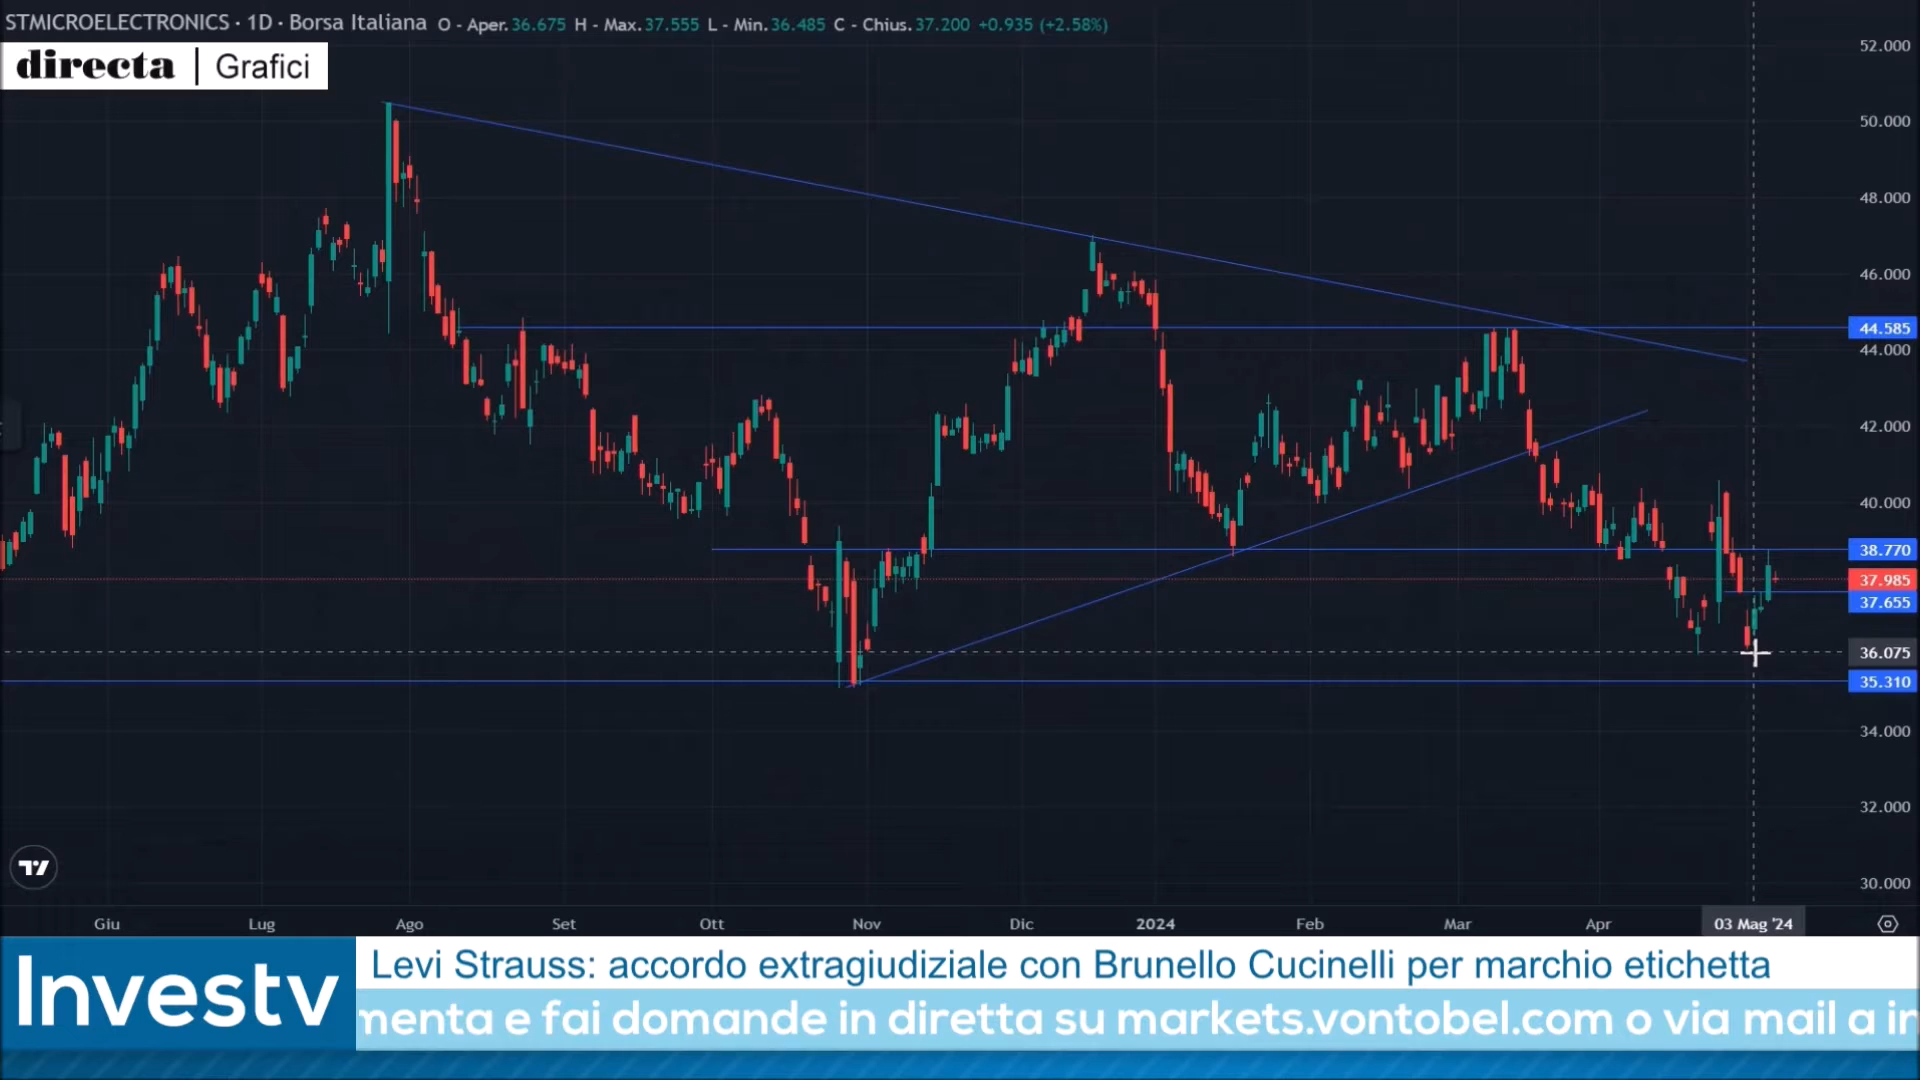 STMICROELECTRONICS · 1D · Borsa Italiana O - Aper. 36.675 H - Max. 37.555 L - Min. 36.485 C - Chius. 37.200 +0.935 (+2.58%)
directa | Grafici
52.000
50.000
48.000
46.000
44.585
44.000
42.000
40.000
38.770
37.985
37.655
36.075
35.310
34.000
32.000
30.000
Giu Lug Ago Set Ott Nov Dic 2024 Feb Mar Apr 03 Mag '24
Investv
Levi Strauss: accordo extragiudiziale con Brunello Cucinelli per marchio etichetta
menta e fai domande in diretta su markets.vontobel.com o via mail a in